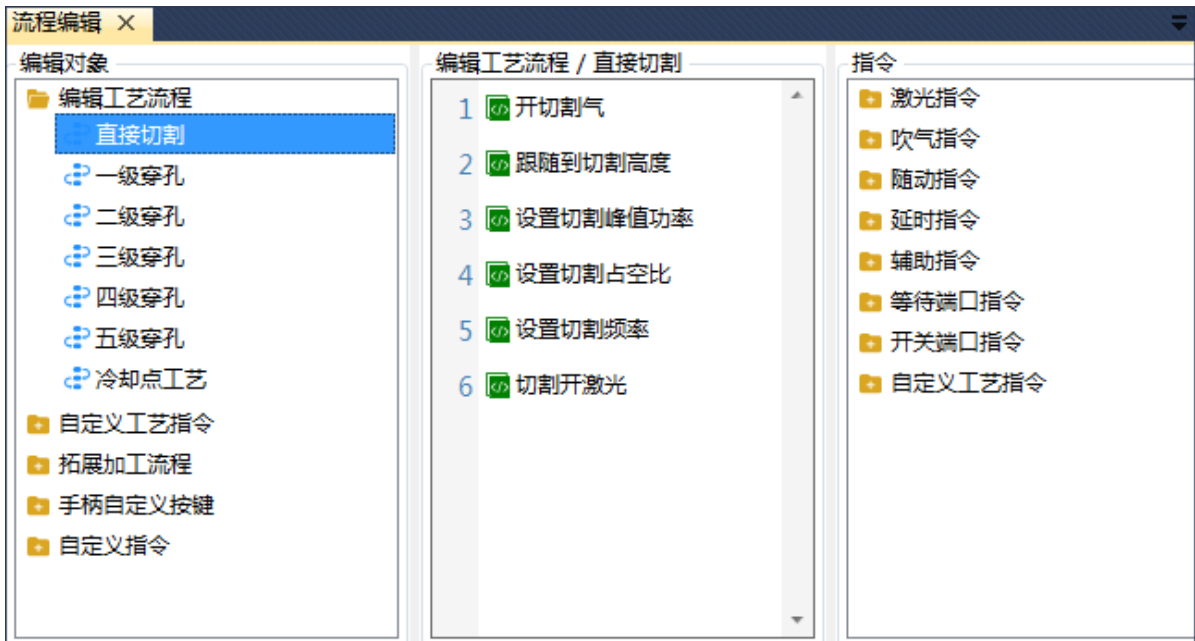 流程编辑
编辑对象
编辑工艺流程
直接切割
一级穿孔
二级穿孔
三级穿孔
四级穿孔
五级穿孔
冷却点工艺
自定义工艺指令
拓展加工流程
手柄自定义按键
自定义指令
编辑工艺流程 / 直接切割
1 开切割气
2 跟随到切割高度
3 设置切割峰值功率
4 设置切割占空比
5 设置切割频率
6 切割开激光
指令
激光指令
吹气指令
随动指令
延时指令
辅助指令
等待端口指令
开关端口指令
自定义工艺指令